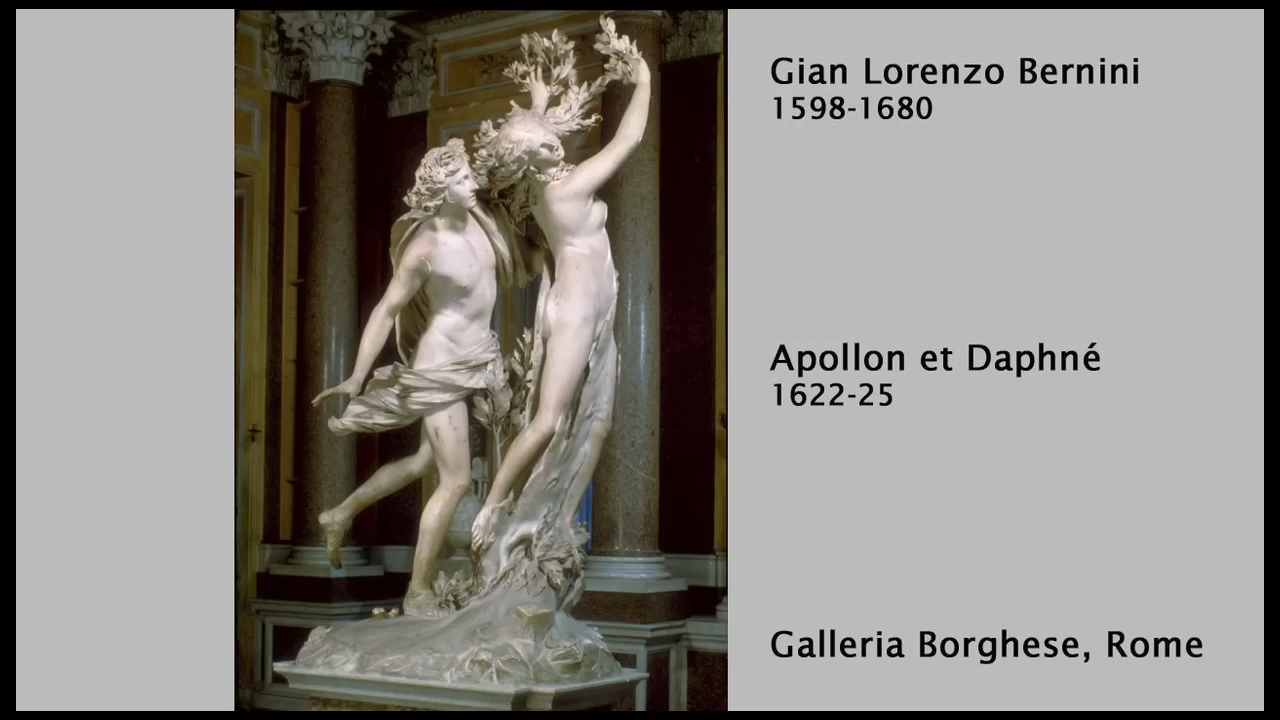 Gian Lorenzo Bernini
1598-1680
Apollon et Daphné
1622-25
Galleria Borghese, Rome